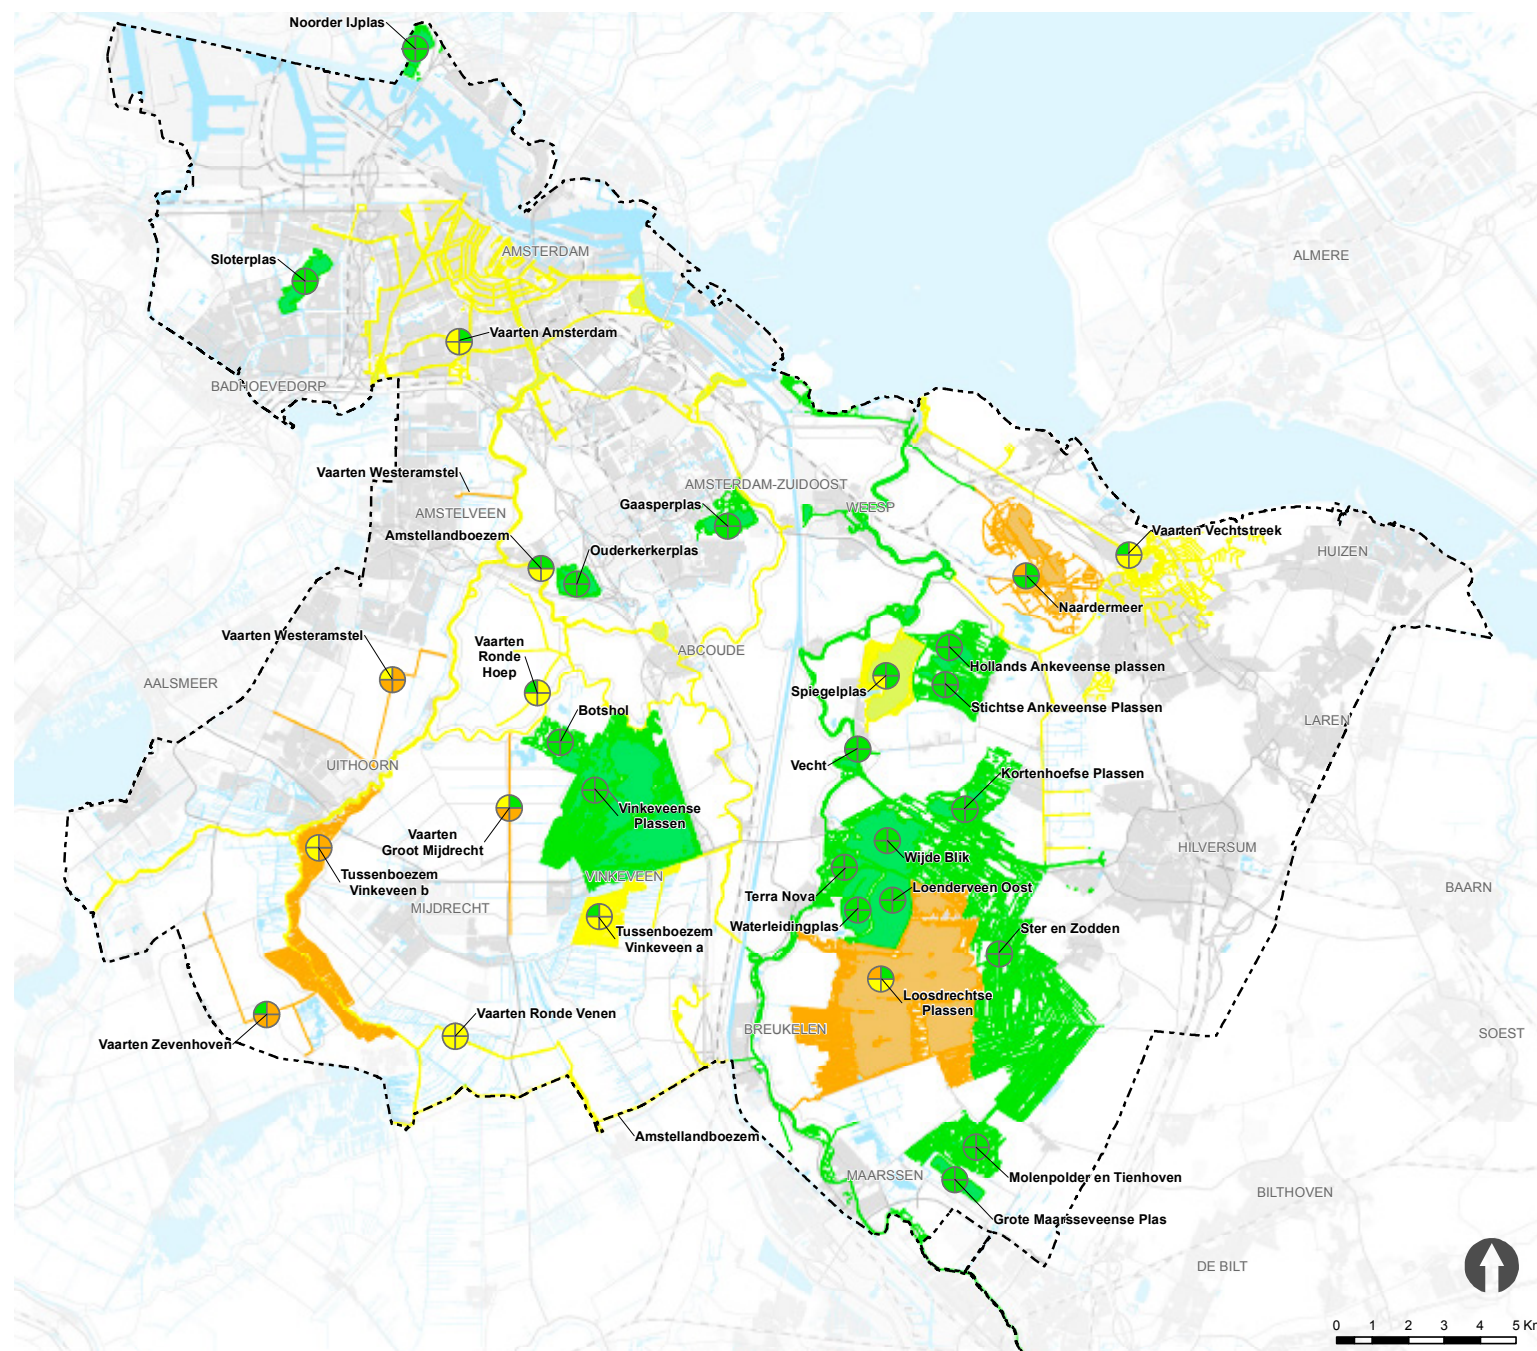 Noorder IJplas
AMSTERDAM
ALMERE
Sloterplas
Vaarten Amsterdam
BADHOEVEDORP
Vaarten Westeramstel
AMSTERDAM-ZUIDOOST
Gaasperplas
WEESP
AMSTELVEEN
Amstellandboezem
Ouderkerkerplas
Vaarten Vechtstreek
HUIZEN
Naardermeer
Vaarten Westeramstel
Vaarten
Ronde
Hoep
ABCOUDE
Hollands Ankeveense plassen
AALSMEER
Spiegelplas
Stichtse Ankeveense Plassen
Botshol
LAREN
UITHOORN
Vecht
Kortenhoefse Plassen
Vinkeveense
Plassen
Vaarten
Groot Mijdrecht
Wijde Blik
HILVERSUM
Tussenboezem
Vinkeveen b
VINKEVEEN
Loenderveen Oost
BAARN
Terra Nova
MIJDRECHT
Waterleidingplas
Ster en Zodden
Tussenboezem
Vinkeveen a
Loosdrechtse
Plassen
Vaarten Ronde Venen
BREUKELEN
SOEST
Vaarten Zevenhoven
Amstellandboezem
MAARSSEN
Molenpolder en Tienhoven
BILTHOVEN
Grote Maarsseveense Plas
DE BILT
0 1 2 3 4 5 Kr